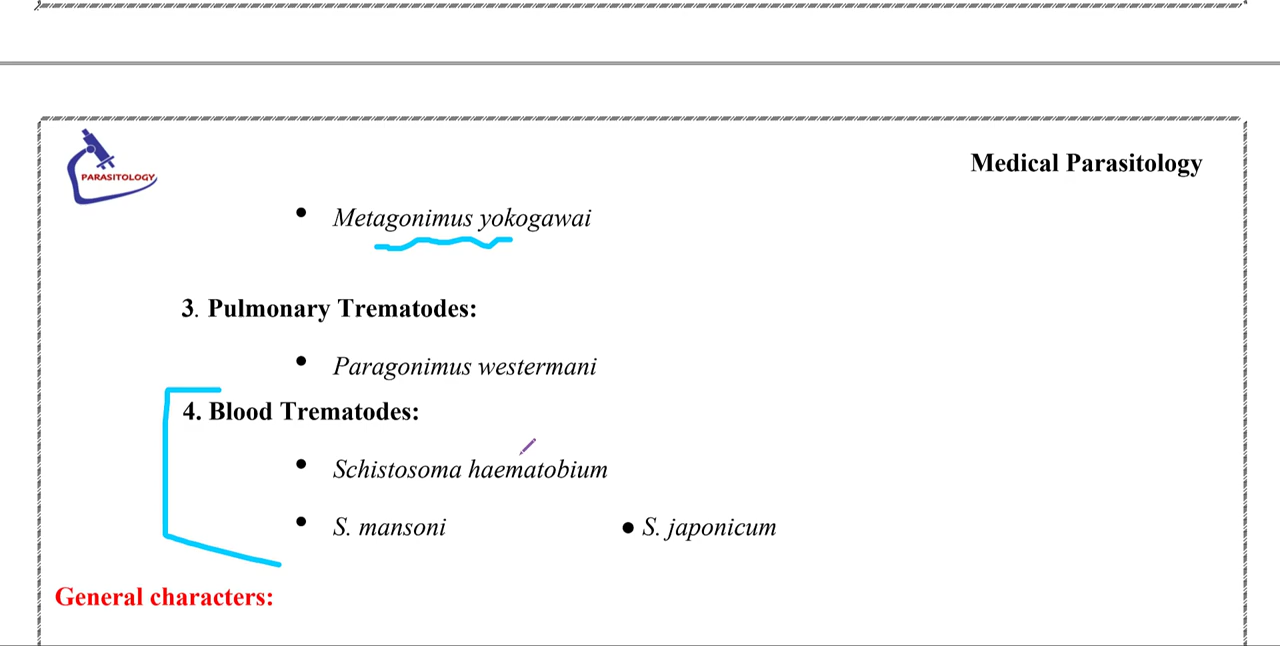 PARASITOLOGY
Medical Parasitology
• Metagonimus yokogawai
3. Pulmonary Trematodes:
• Paragonimus westermani
4. Blood Trematodes:
• Schistosoma haematobium
• S. mansoni ● S. japonicum
General characters: